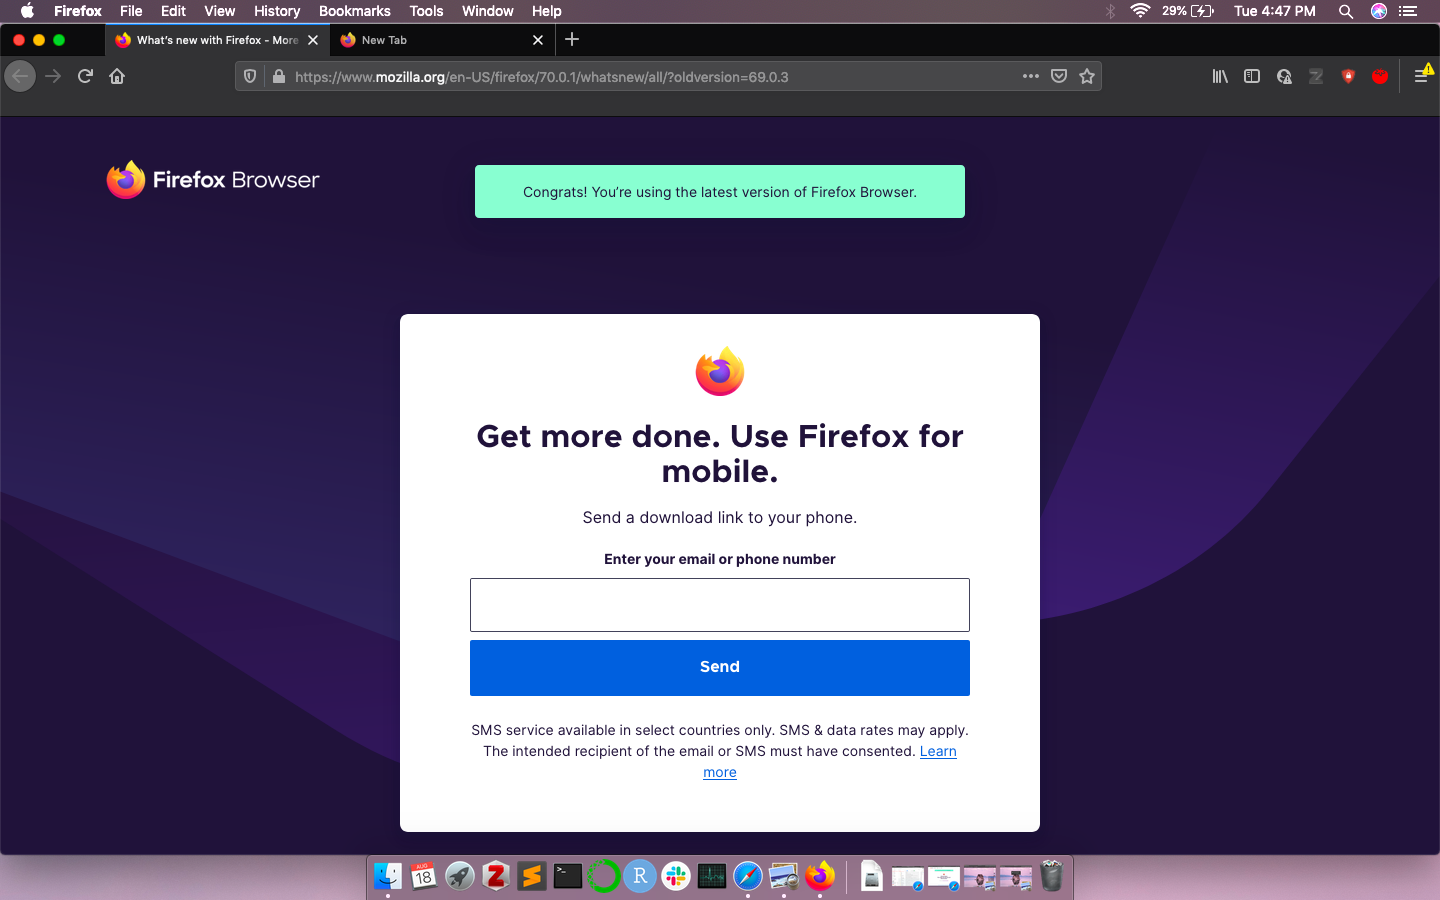 Firefox File Edit View History Bookmarks Tools Window Help 29% Tue 4:47 PM
What's new with Firefox - More New Tab
https://www.mozilla.org/en-US/firefox/70.0.1/whatsnew/all/?oldversion=69.0.3
Firefox Browser
Congrats! You're using the latest version of Firefox Browser.
Get more done. Use Firefox for
mobile.
Send a download link to your phone.
Enter your email or phone number
Send
SMS service available in select countries only. SMS & data rates may apply.
The intended recipient of the email or SMS must have consented. Learn
more
AUG
18
Z
S
>_
R